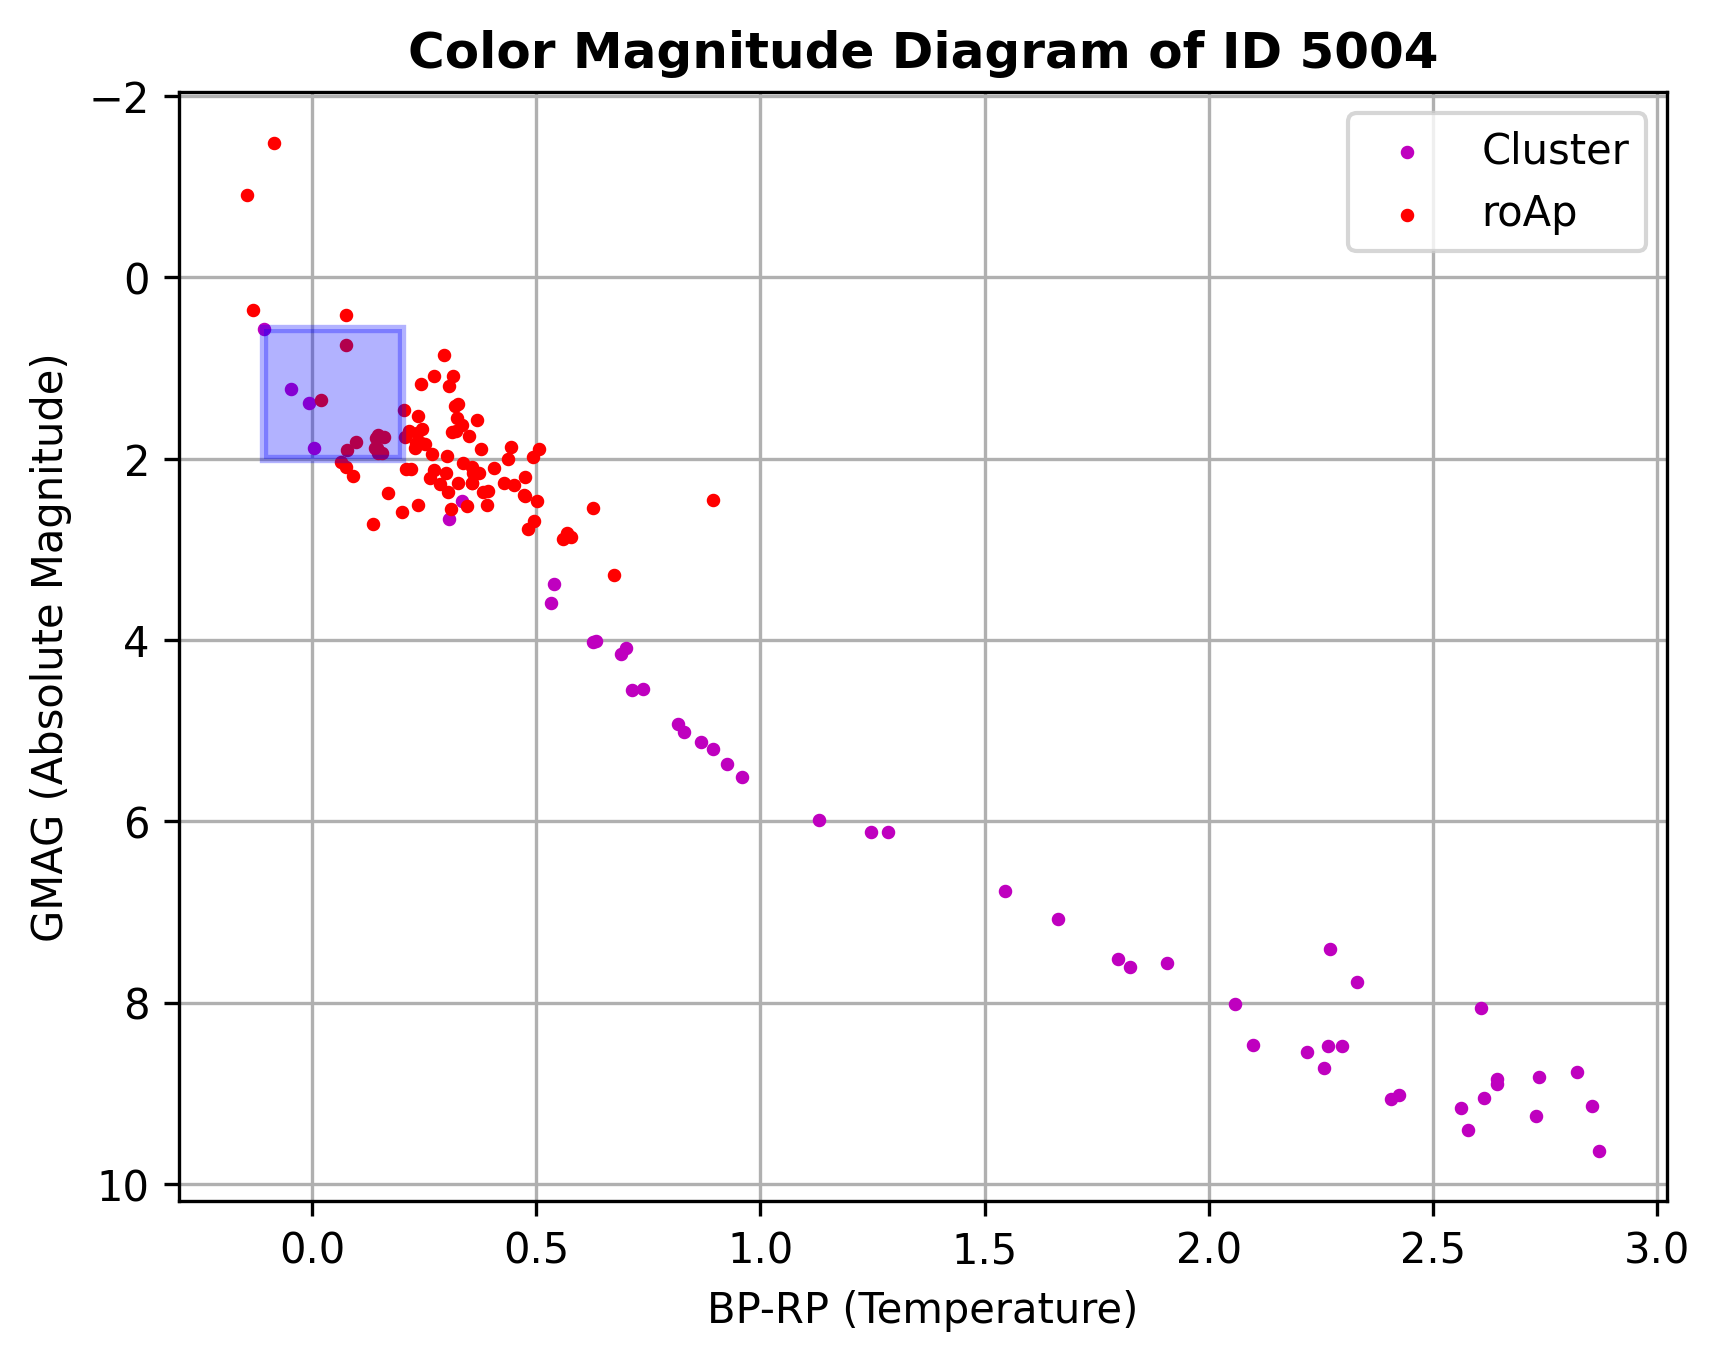 Color Magnitude Diagram of ID 5004
Cluster
roAp
GMAG (Absolute Magnitude)
−2
0
2
4
6
8
10
0.0 0.5 1.0 1.5 2.0 2.5 3.0
BP-RP (Temperature)